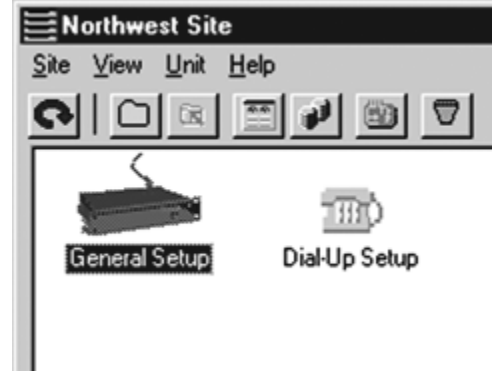 Northwest Site
Site View Unit Help
General Setup Dial-Up Setup